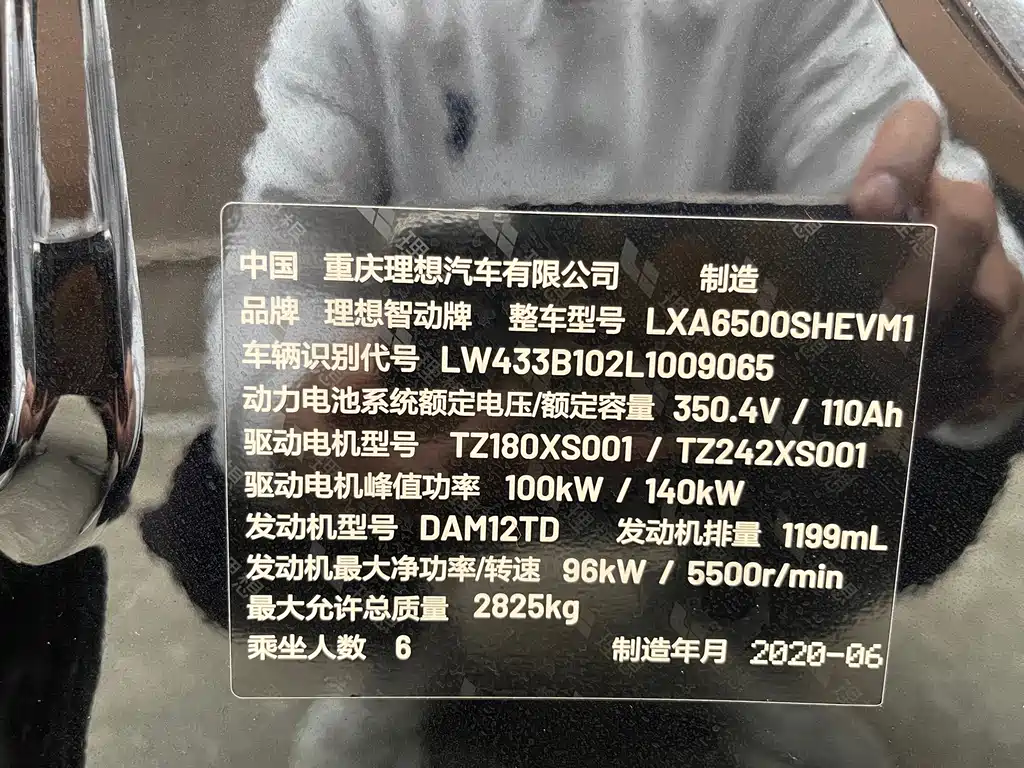 中国 重庆理想汽车有限公司 制造
品牌 理想智动牌 整车型号 LXA6500SHEVM1
车辆识别代号 LW433B102L1009065
动力电池系统额定电压/额定容量 350.4V / 110Ah
驱动电机型号 TZ180XS001 / TZ242XS001
驱动电机峰值功率 100kW / 140kW
发动机型号 DAM12TD 发动机排量 1199mL
发动机最大净功率/转速 96kW / 5500r/min
最大允许总质量 2825kg
乘坐人数 6 制造年月 2020-06